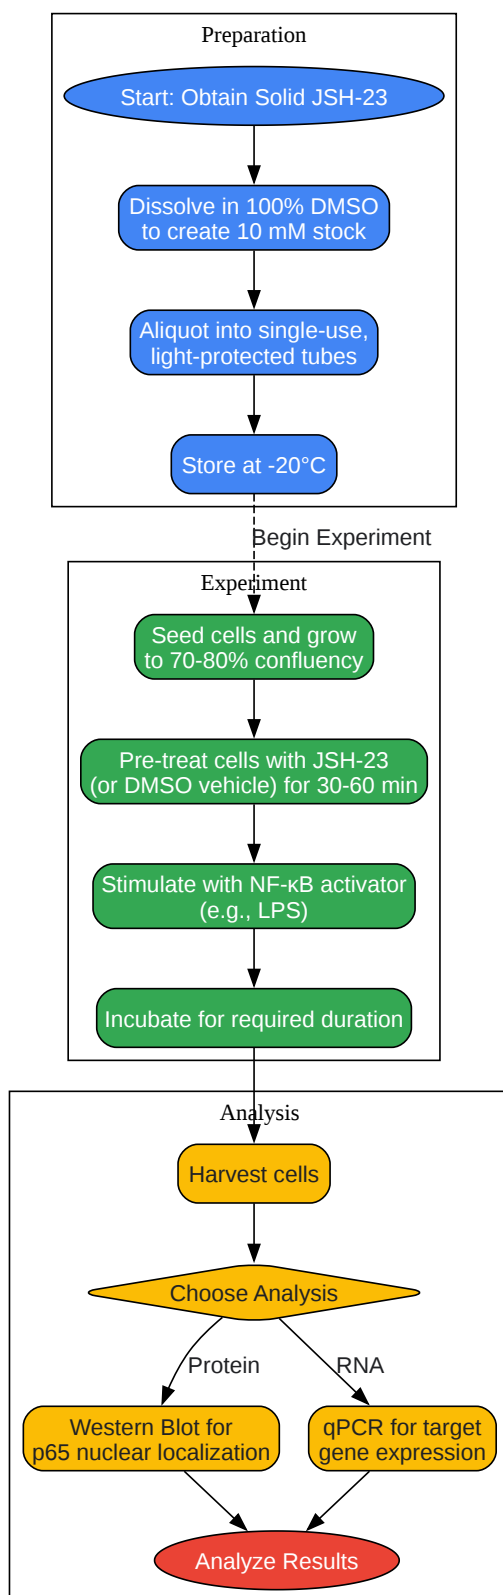 Preparation
Start: Obtain Solid JSH-23
Dissolve in 100% DMSO
to create 10 mM stock
Aliquot into single-use,
light-protected tubes
Store at -20°C
Begin Experiment
Experiment
Seed cells and grow
to 70-80% confluency
Pre-treat cells with JSH-23
(or DMSO vehicle) for 30-60 min
Stimulate with NF-κB activator
(e.g., LPS)
Incubate for required duration
Analysis
Harvest cells
Choose Analysis
Protein
RNA
Western Blot for
p65 nuclear localization
qPCR for target
gene expression
Analyze Results